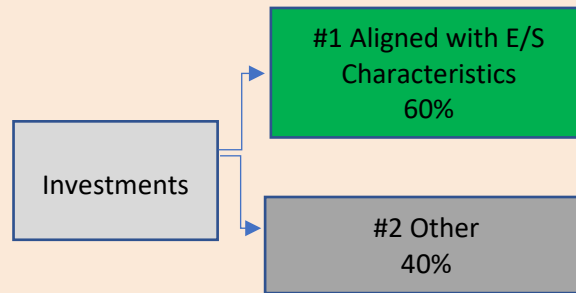 #1 Aligned with E/S
Characteristics
60%
Investments
#2 Other
40%